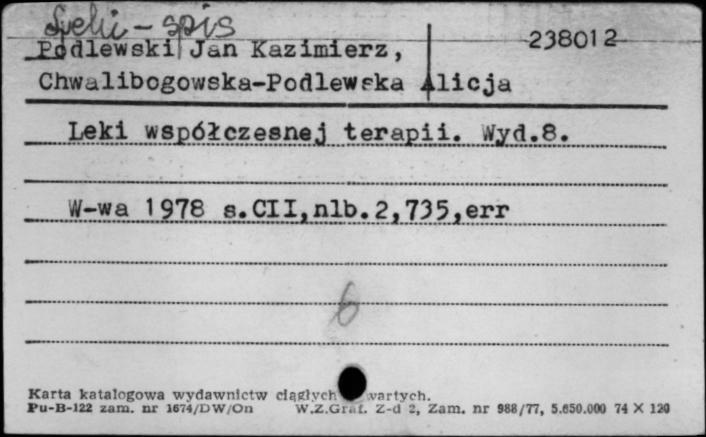 Leki - spis
238012
Podlewski Jan Kazimierz,
Chwalibogowska-Podlewska Alicja
Leki współczesnej terapii. Wyd.8.
W-wa 1978 s.CII,nlb.2,735,err
6
Karta katalogowa wydawnictw ciągłych wartych.
Pu-B-122 zam. nr 1674/DW/On W.Z.Graf. Z-d 2, Zam. nr 988/77, 5.650.000 74 X 120